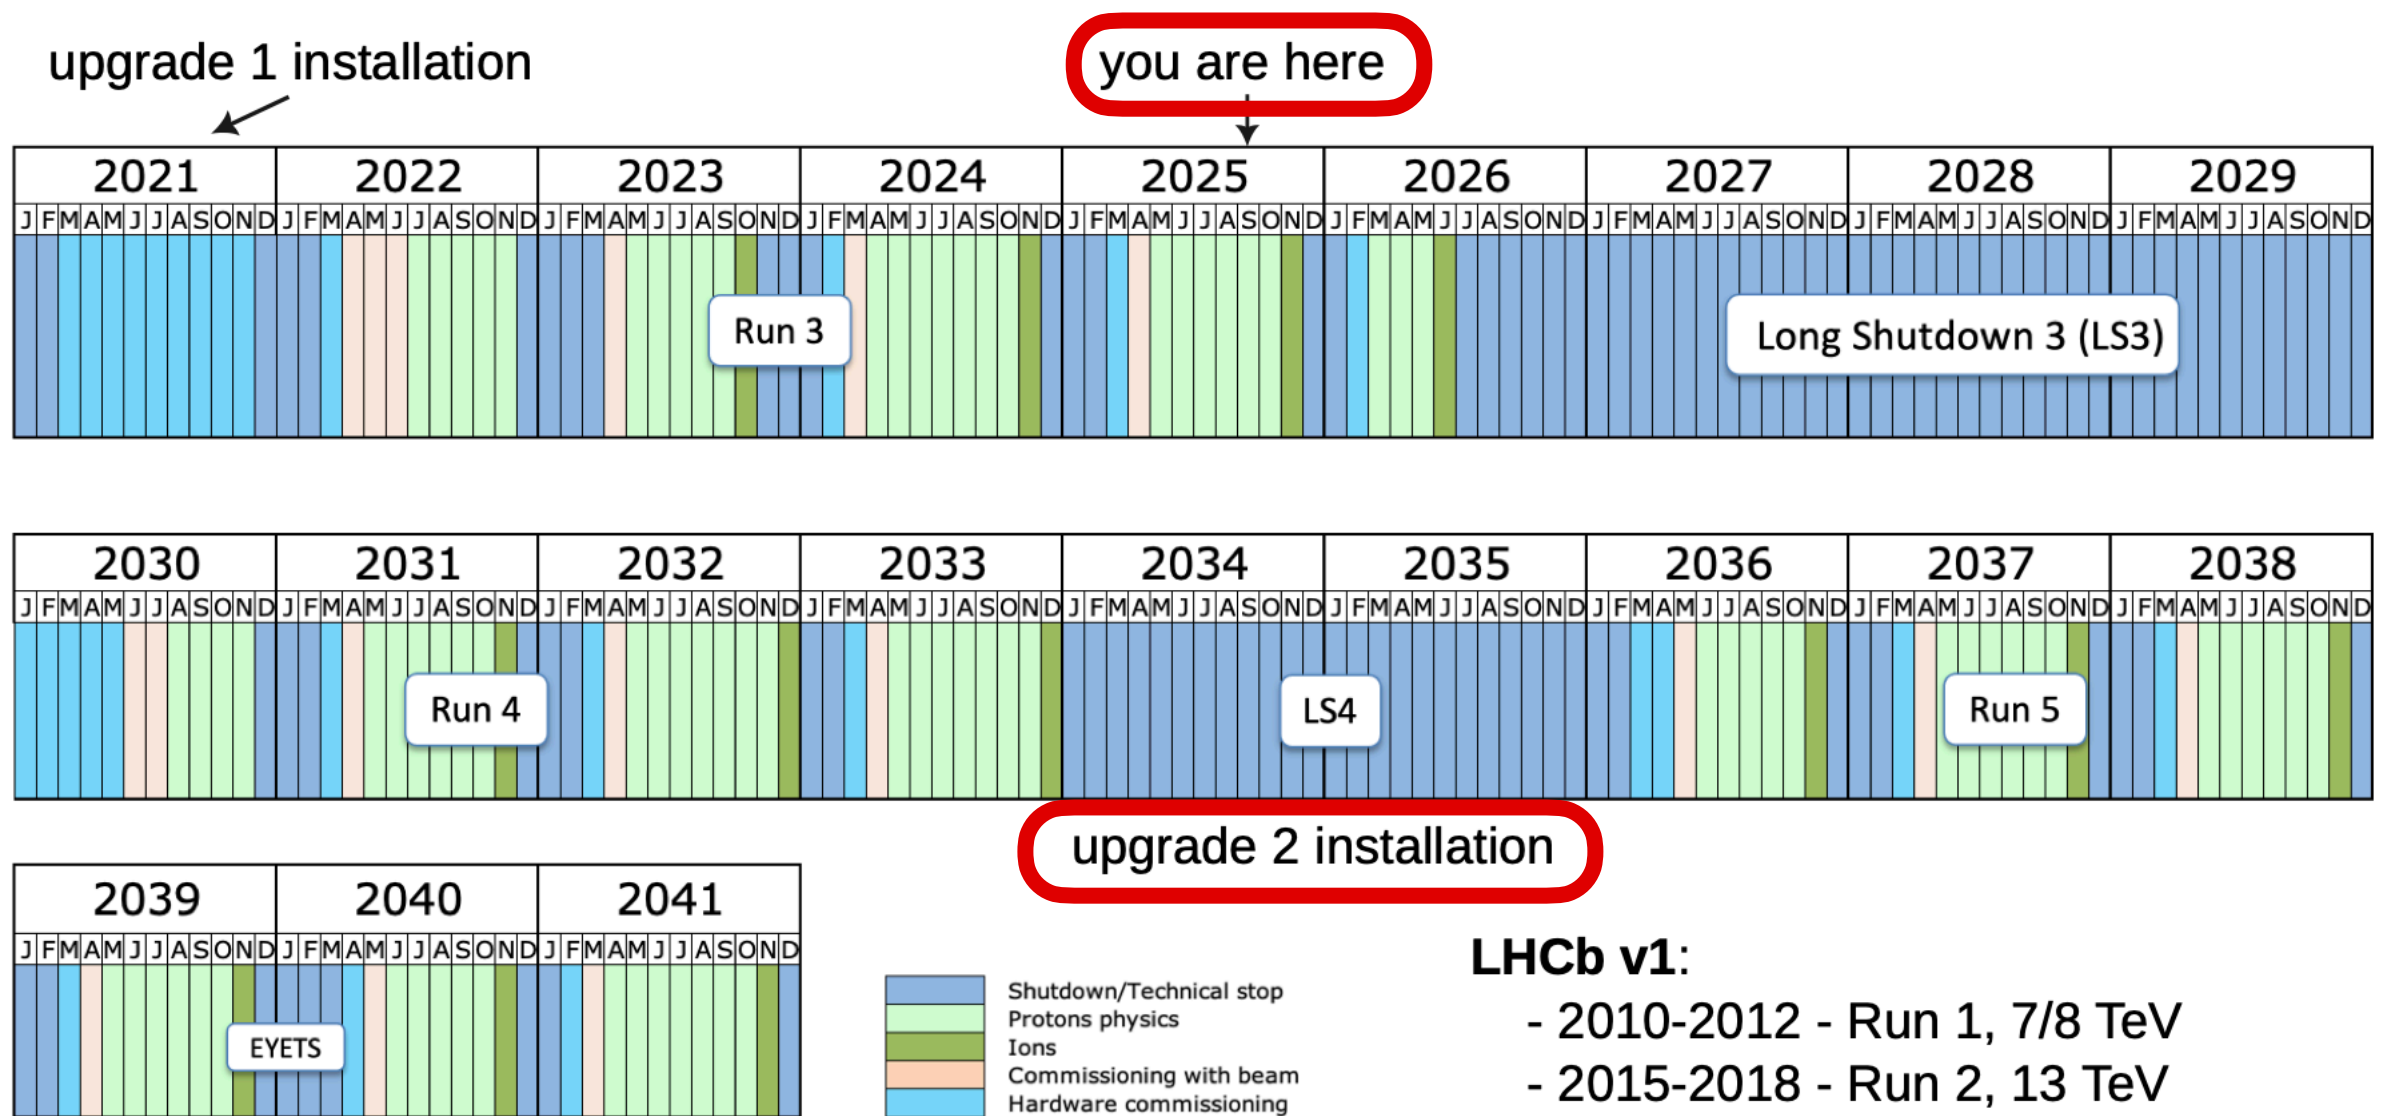 upgrade 1 installation
you are here
2021 2022 2023 2024 2025 2026 2027 2028 2029
J F M A M J J A S O N D J F M A M J J A S O N D J F M A M J J A S O N D J F M A M J J A S O N D J F M A M J J A S O N D J F M A M J J A S O N D J F M A M J J A S O N D J F M A M J J A S O N D J F M A M J J A S O N D
Run 3
Long Shutdown 3 (LS3)
2030 2031 2032 2033 2034 2035 2036 2037 2038
J F M A M J J A S O N D J F M A M J J A S O N D J F M A M J J A S O N D J F M A M J J A S O N D J F M A M J J A S O N D J F M A M J J A S O N D J F M A M J J A S O N D J F M A M J J A S O N D J F M A M J J A S O N D
Run 4
LS4
Run 5
upgrade 2 installation
2039 2040 2041
J F M A M J J A S O N D J F M A M J J A S O N D J F M A M J J A S O N D
EYETS
Shutdown/Technical stop
Protons physics
Ions
Commissioning with beam
Hardware commissioning
LHCb v1:
- 2010-2012 - Run 1, 7/8 TeV
- 2015-2018 - Run 2, 13 TeV